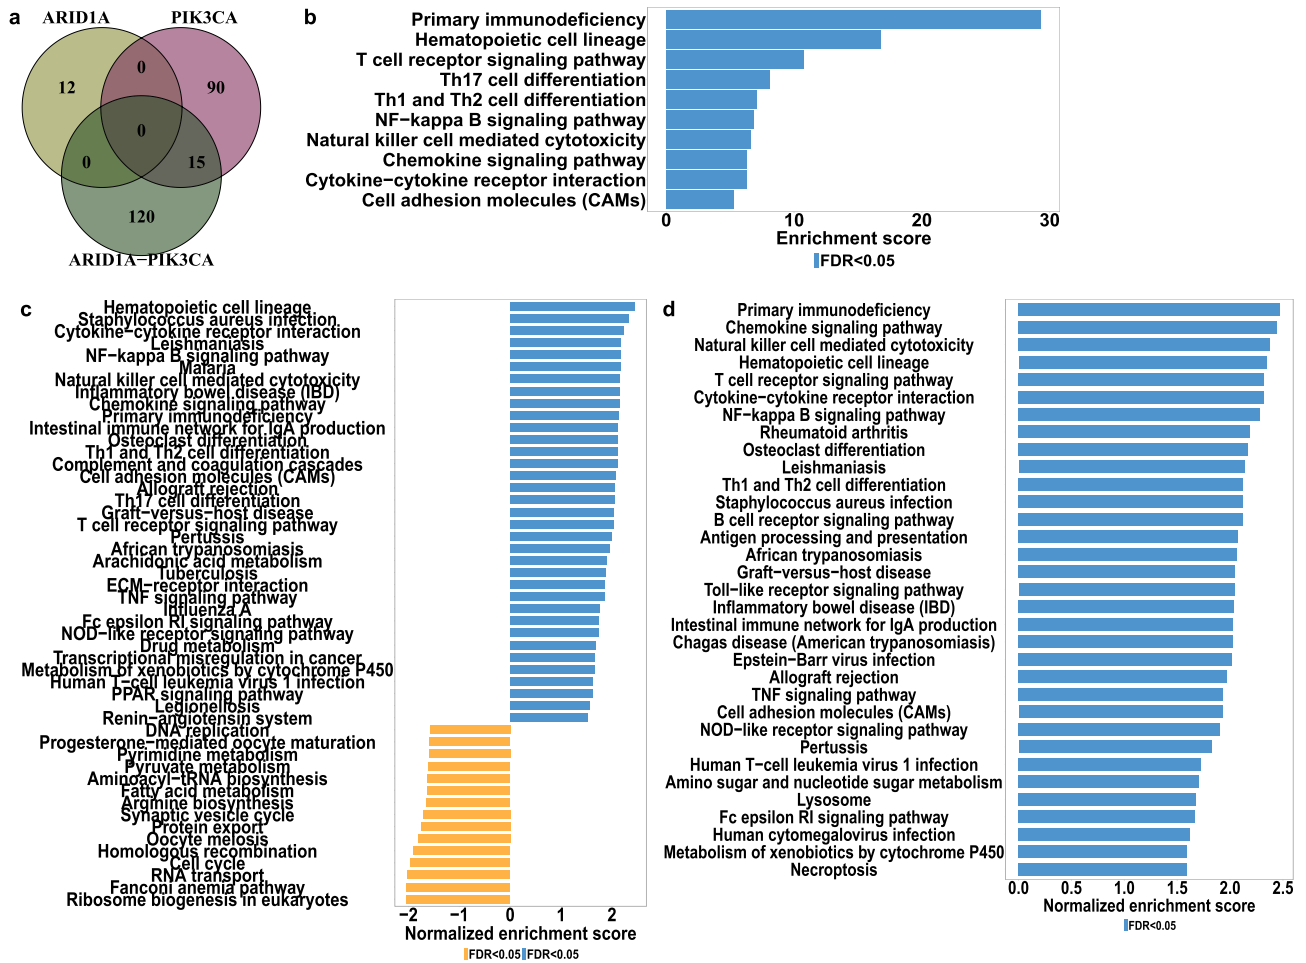 a
ARID1A
PIK3CA
0
12
90
0
0
15
120
ARID1A−PIK3CA
b
Primary immunodeficiency
Hematopoietic cell lineage
T cell receptor signaling pathway
Th17 cell differentiation
Th1 and Th2 cell differentiation
NF−kappa B signaling pathway
Natural killer cell mediated cytotoxicity
Chemokine signaling pathway
Cytokine−cytokine receptor interaction
Cell adhesion molecules (CAMs)
0 10 20 30
Enrichment score
FDR<0.05
c
Hematopoietic cell lineage
Staphylococcus aureus infection
Cytokine−cytokine receptor interaction
Leishmaniasis
NF−kappa B signaling pathway
Malaria
Natural killer cell mediated cytotoxicity
Inflammatory bowel disease (IBD)
Chemokine signaling pathway
Primary immunodeficiency
Intestinal immune network for IgA production
Osteoclast differentiation
Th1 and Th2 cell differentiation
Complement and coagulation cascades
Cell adhesion molecules (CAMs)
Allograft rejection
Th17 cell differentiation
Graft−versus−host disease
T cell receptor signaling pathway
Pertussis
African trypanosomiasis
Arachidonic acid metabolism
Tuberculosis
ECM−receptor interaction
TNF signaling pathway
Influenza A
Fc epsilon RI signaling pathway
NOD−like receptor signaling pathway
Drug metabolism
Transcriptional misregulation in cancer
Metabolism of xenobiotics by cytochrome P450
Human T−cell leukemia virus 1 infection
PPAR signaling pathway
Legionellosis
Renin−angiotensin system
DNA replication
Progesterone−mediated oocyte maturation
Pyrimidine metabolism
Pyruvate metabolism
Aminoacyl−tRNA biosynthesis
Fatty acid metabolism
Arginine biosynthesis
Synaptic vesicle cycle
Protein export
Oocyte meiosis
Homologous recombination
Cell cycle
RNA transport
Fanconi anemia pathway
Ribosome biogenesis in eukaryotes
−2 −1 0 1 2
Normalized enrichment score
FDR<0.05 FDR<0.05
d
Primary immunodeficiency
Chemokine signaling pathway
Natural killer cell mediated cytotoxicity
Hematopoietic cell lineage
T cell receptor signaling pathway
Cytokine−cytokine receptor interaction
NF−kappa B signaling pathway
Rheumatoid arthritis
Osteoclast differentiation
Leishmaniasis
Th1 and Th2 cell differentiation
Staphylococcus aureus infection
B cell receptor signaling pathway
Antigen processing and presentation
African trypanosomiasis
Graft−versus−host disease
Toll−like receptor signaling pathway
Inflammatory bowel disease (IBD)
Intestinal immune network for IgA production
Chagas disease (American trypanosomiasis)
Epstein−Barr virus infection
Allograft rejection
TNF signaling pathway
Cell adhesion molecules (CAMs)
NOD−like receptor signaling pathway
Pertussis
Human T−cell leukemia virus 1 infection
Amino sugar and nucleotide sugar metabolism
Lysosome
Fc epsilon RI signaling pathway
Human cytomegalovirus infection
Metabolism of xenobiotics by cytochrome P450
Necroptosis
0.0 0.5 1.0 1.5 2.0 2.5
Normalized enrichment score
FDR<0.05